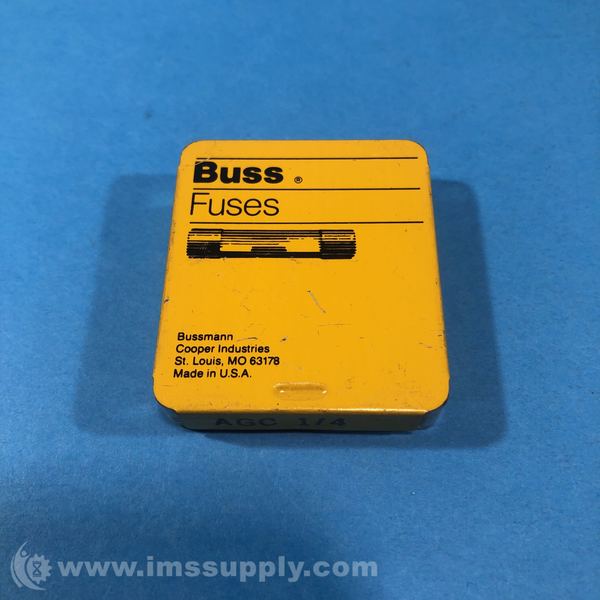 Buss ®
Fuses
Bussmann
Cooper Industries
St. Louis, MO 63178
Made in U.S.A.
AGC 1/4
www.imssupply.com